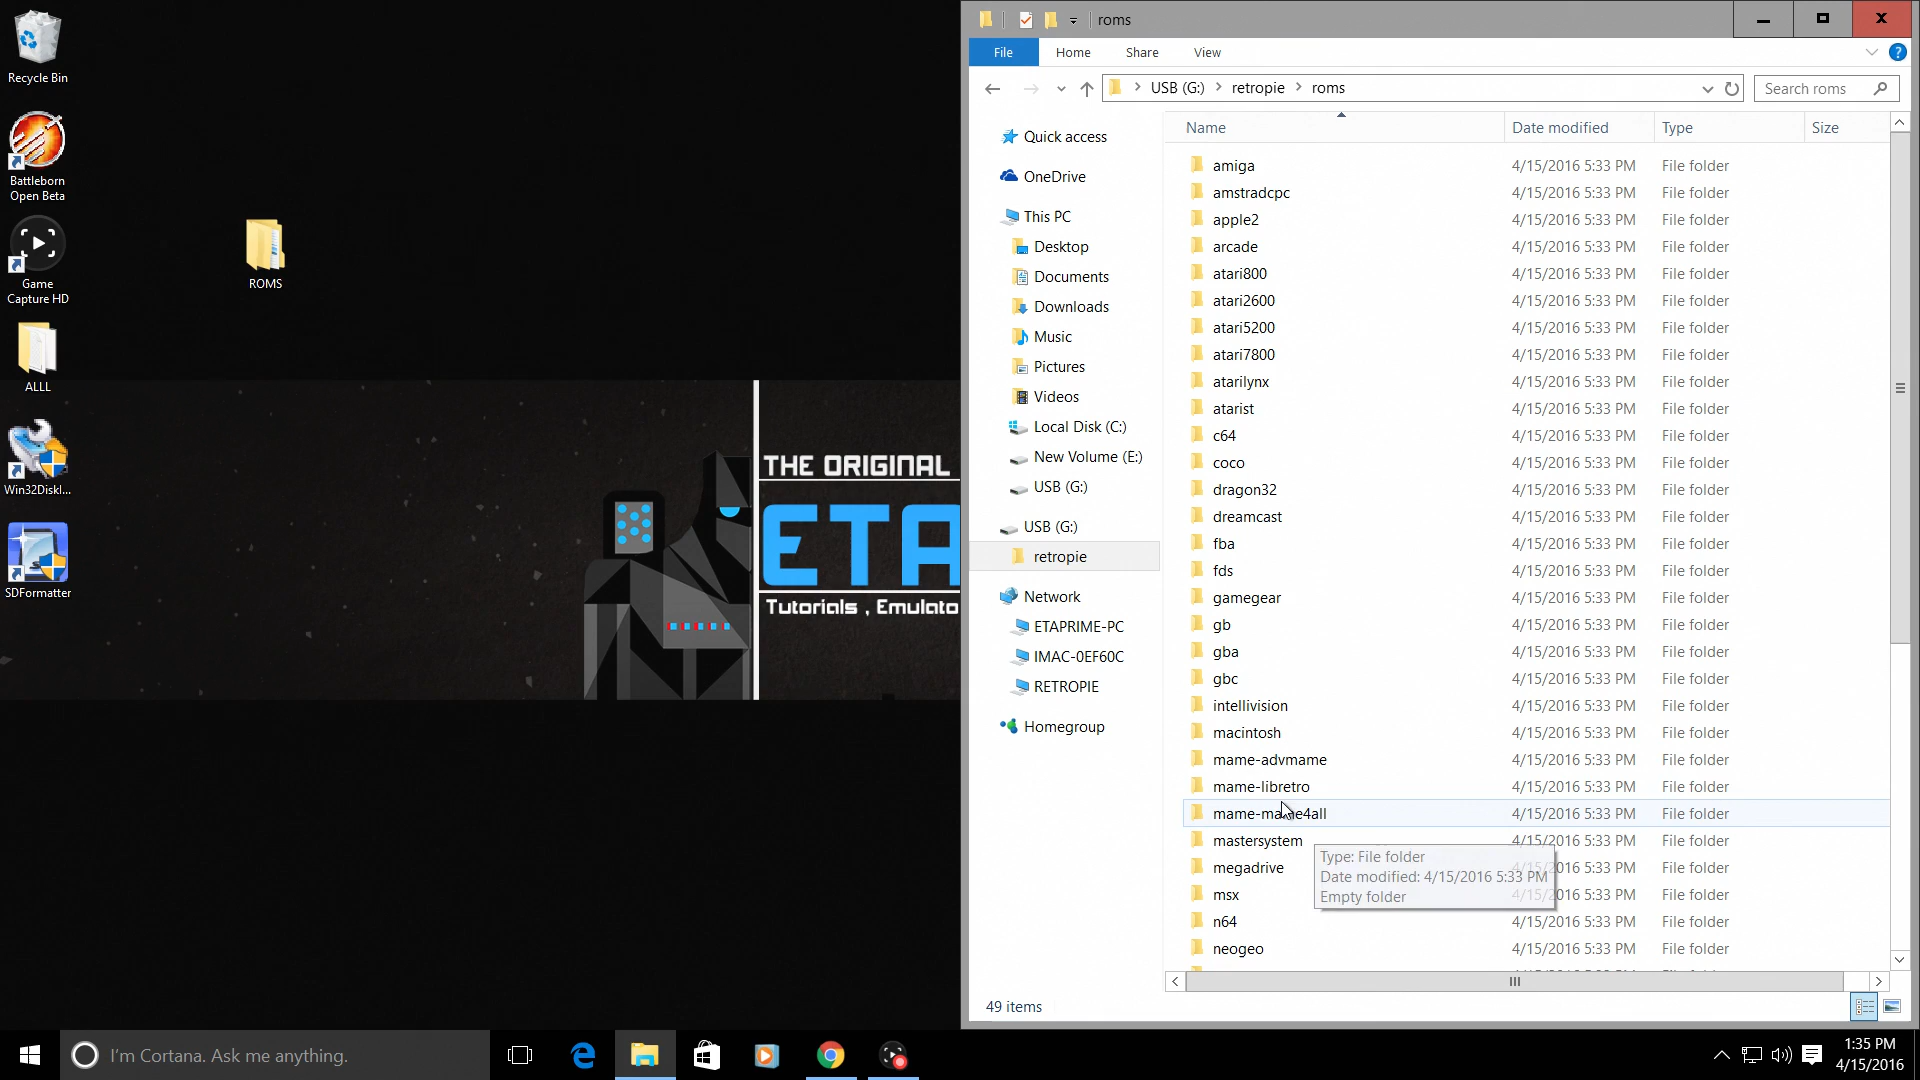 Recycle Bin
Battleborn
Open Beta
Game
Capture HD
ALLL
Win32DiskI...
SDFormatter
ROMS
THE ORIGINAL
ETA
Tutorials , Emulato
roms
File
Home
Share
View
USB (G:)
retropie
roms
Search roms
Quick access
OneDrive
This PC
Desktop
Documents
Downloads
Music
Pictures
Videos
Local Disk (C:)
New Volume (E:)
USB (G:)
USB (G:)
retropie
Network
ETAPRIME-PC
IMAC-0EF60C
RETROPIE
Homegroup
Name Date modified Type Size
amiga 4/15/2016 5:33 PM File folder
amstradcpc 4/15/2016 5:33 PM File folder
apple2 4/15/2016 5:33 PM File folder
arcade 4/15/2016 5:33 PM File folder
atari800 4/15/2016 5:33 PM File folder
atari2600 4/15/2016 5:33 PM File folder
atari5200 4/15/2016 5:33 PM File folder
atari7800 4/15/2016 5:33 PM File folder
atarilynx 4/15/2016 5:33 PM File folder
atarist 4/15/2016 5:33 PM File folder
c64 4/15/2016 5:33 PM File folder
coco 4/15/2016 5:33 PM File folder
dragon32 4/15/2016 5:33 PM File folder
dreamcast 4/15/2016 5:33 PM File folder
fba 4/15/2016 5:33 PM File folder
fds 4/15/2016 5:33 PM File folder
gamegear 4/15/2016 5:33 PM File folder
gb 4/15/2016 5:33 PM File folder
gba 4/15/2016 5:33 PM File folder
gbc 4/15/2016 5:33 PM File folder
intellivision 4/15/2016 5:33 PM File folder
macintosh 4/15/2016 5:33 PM File folder
mame-advmame 4/15/2016 5:33 PM File folder
mame-libretro 4/15/2016 5:33 PM File folder
mame-mame4all 4/15/2016 5:33 PM File folder
mastersystem 4/15/2016 5:33 PM File folder
megadrive 4/15/2016 5:33 PM File folder
msx 4/15/2016 5:33 PM File folder
n64 4/15/2016 5:33 PM File folder
neogeo 4/15/2016 5:33 PM File folder
Type: File folder
Date modified: 4/15/2016 5:33 PM
Empty folder
49 items
I'm Cortana. Ask me anything.
1:35 PM
4/15/2016